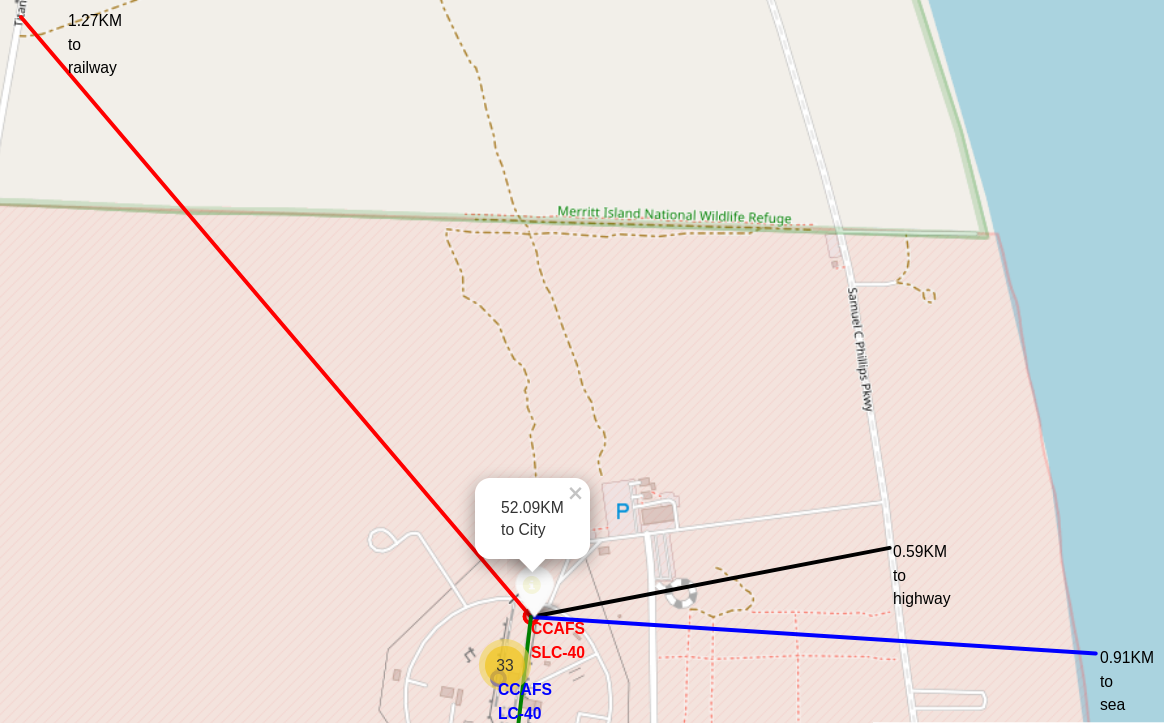 Titan
1.27KM
to
railway
Merritt Island National Wildlife Refuge
Samuel C Phillips Pkwy
52.09KM
to City
×
P
0.59KM
to
highway
CCAFS
SLC-40
33
CCAFS
LC-40
0.91KM
to
sea